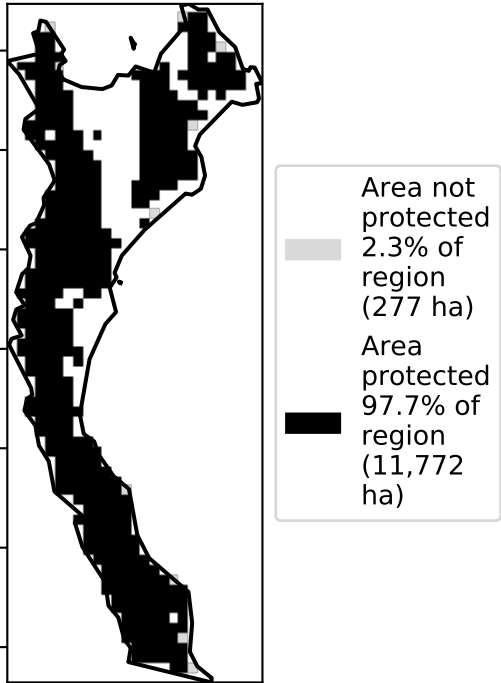 Area not
protected
2.3% of
region
(277 ha)
Area
protected
97.7% of
region
(11,772
ha)